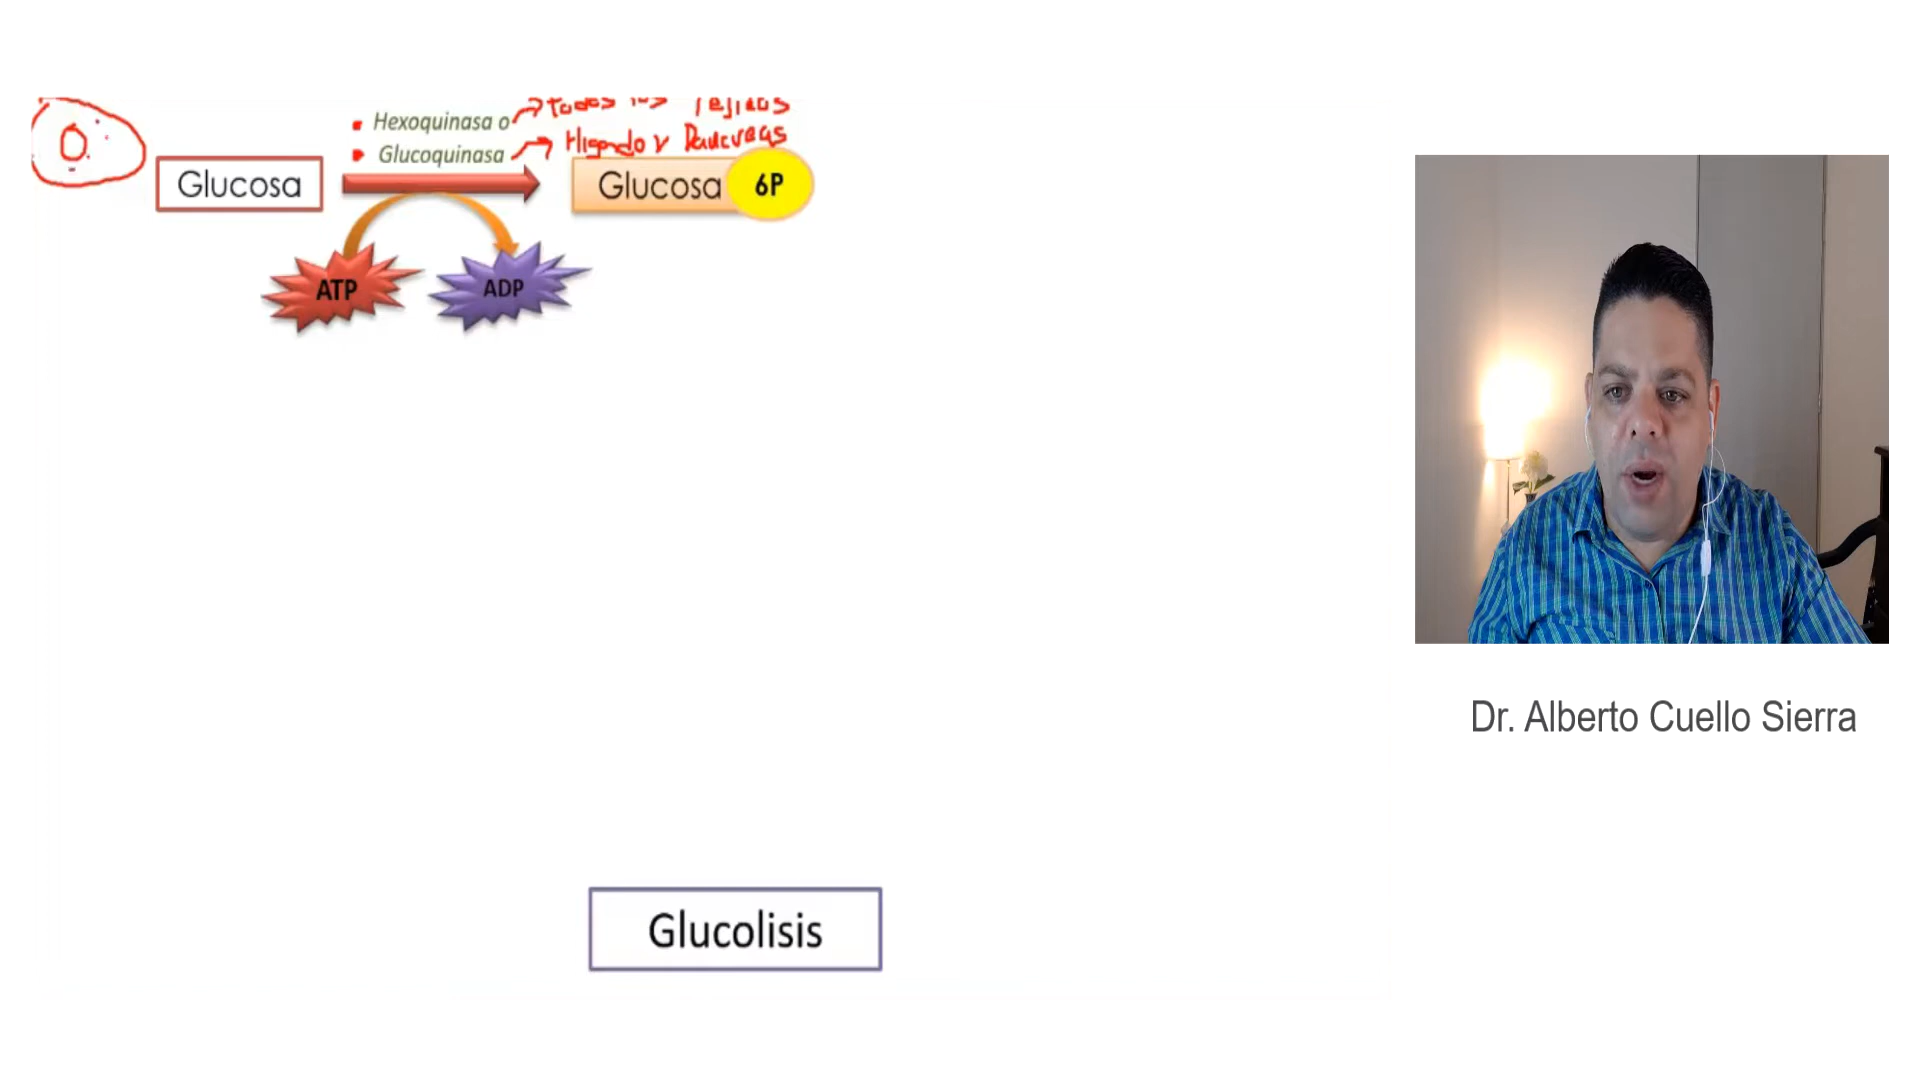 Hexoquinasa o → todos los Tejidos
Glucoquinasa → Hígado y Páncreas
Glucosa
Glucosa 6P
ATP
ADP
Dr. Alberto Cuello Sierra
Glucolisis